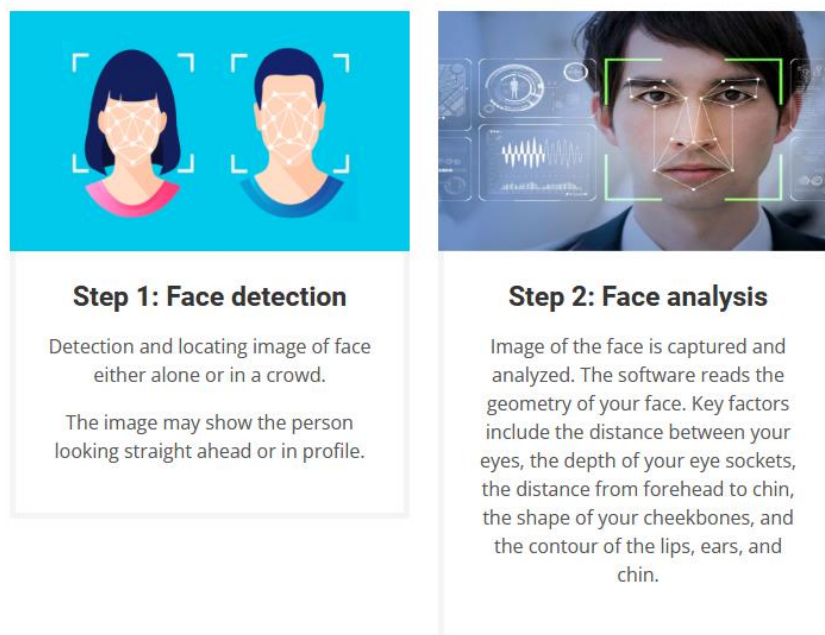 Step 1: Face detection
Detection and locating image of face
either alone or in a crowd.
The image may show the person
looking straight ahead or in profile.
Step 2: Face analysis
Image of the face is captured and
analyzed. The software reads the
geometry of your face. Key factors
include the distance between your
eyes, the depth of your eye sockets,
the distance from forehead to chin,
the shape of your cheekbones, and
the contour of the lips, ears, and
chin.